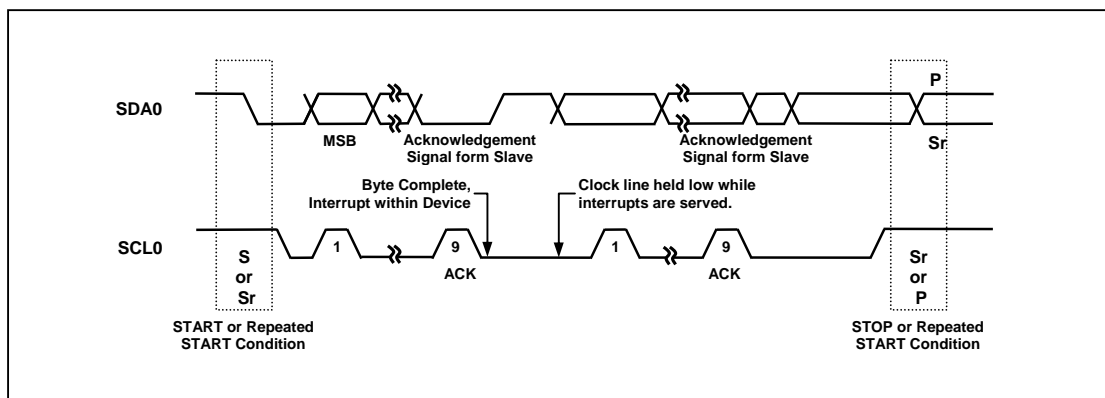 P
SDA0
MSB
Acknowledgement
Signal form Slave
Acknowledgement
Signal form Slave
Sr
Byte Complete,
Interrupt within Device
Clock line held low while
interrupts are served.
SCL0
1
9
1
9
ACK
ACK
S
or
Sr
Sr
or
P
START or Repeated
START Condition
STOP or Repeated
START Condition